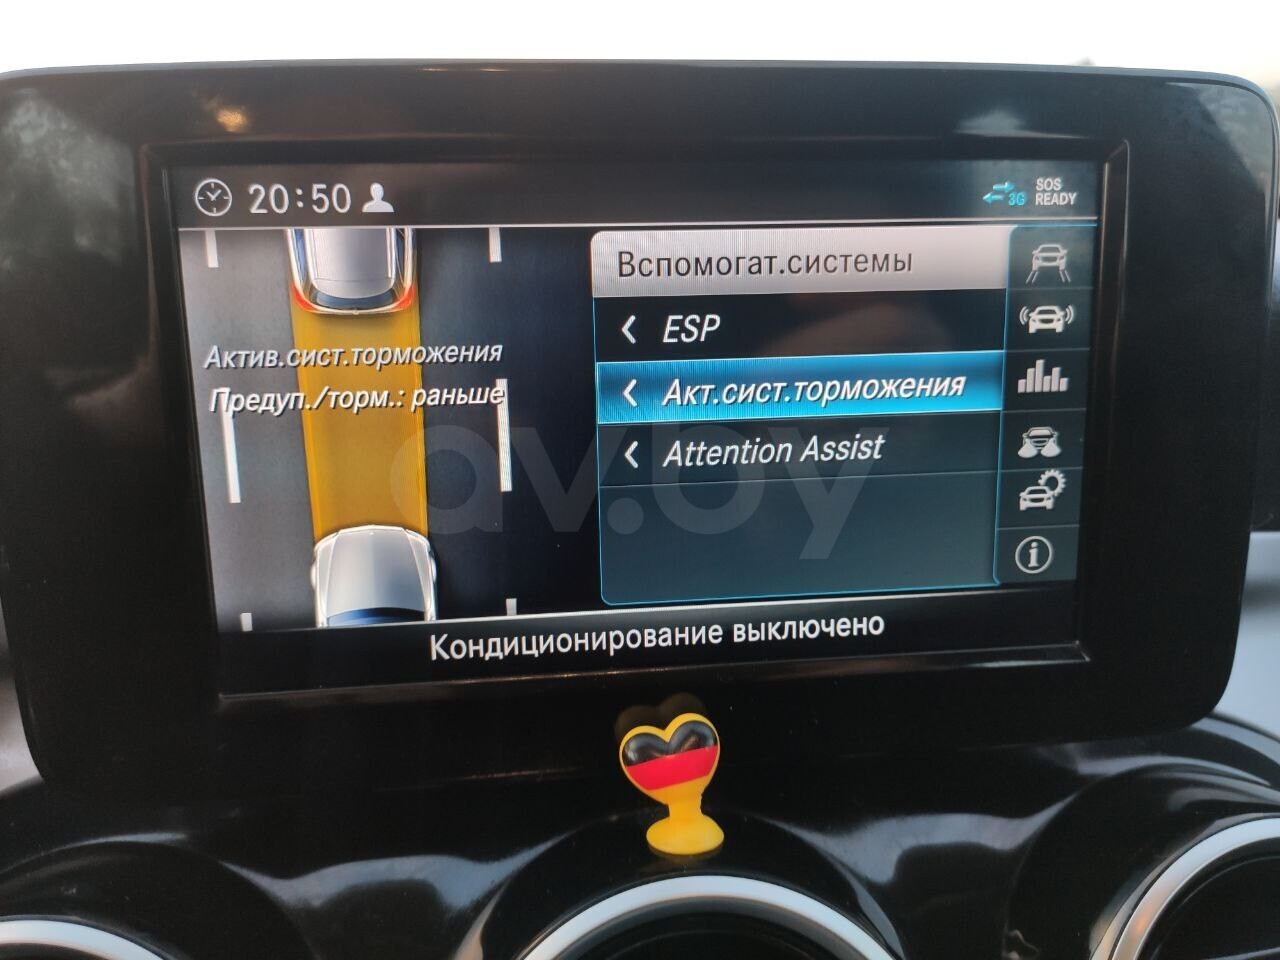 20:50
3G
SOS
READY
Вспомогат.системы
ESP
Актив.сист.торможения
Предуп./торм.: раньше
Акт.сист.торможения
Attention Assist
av.by
Кондиционирование выключено